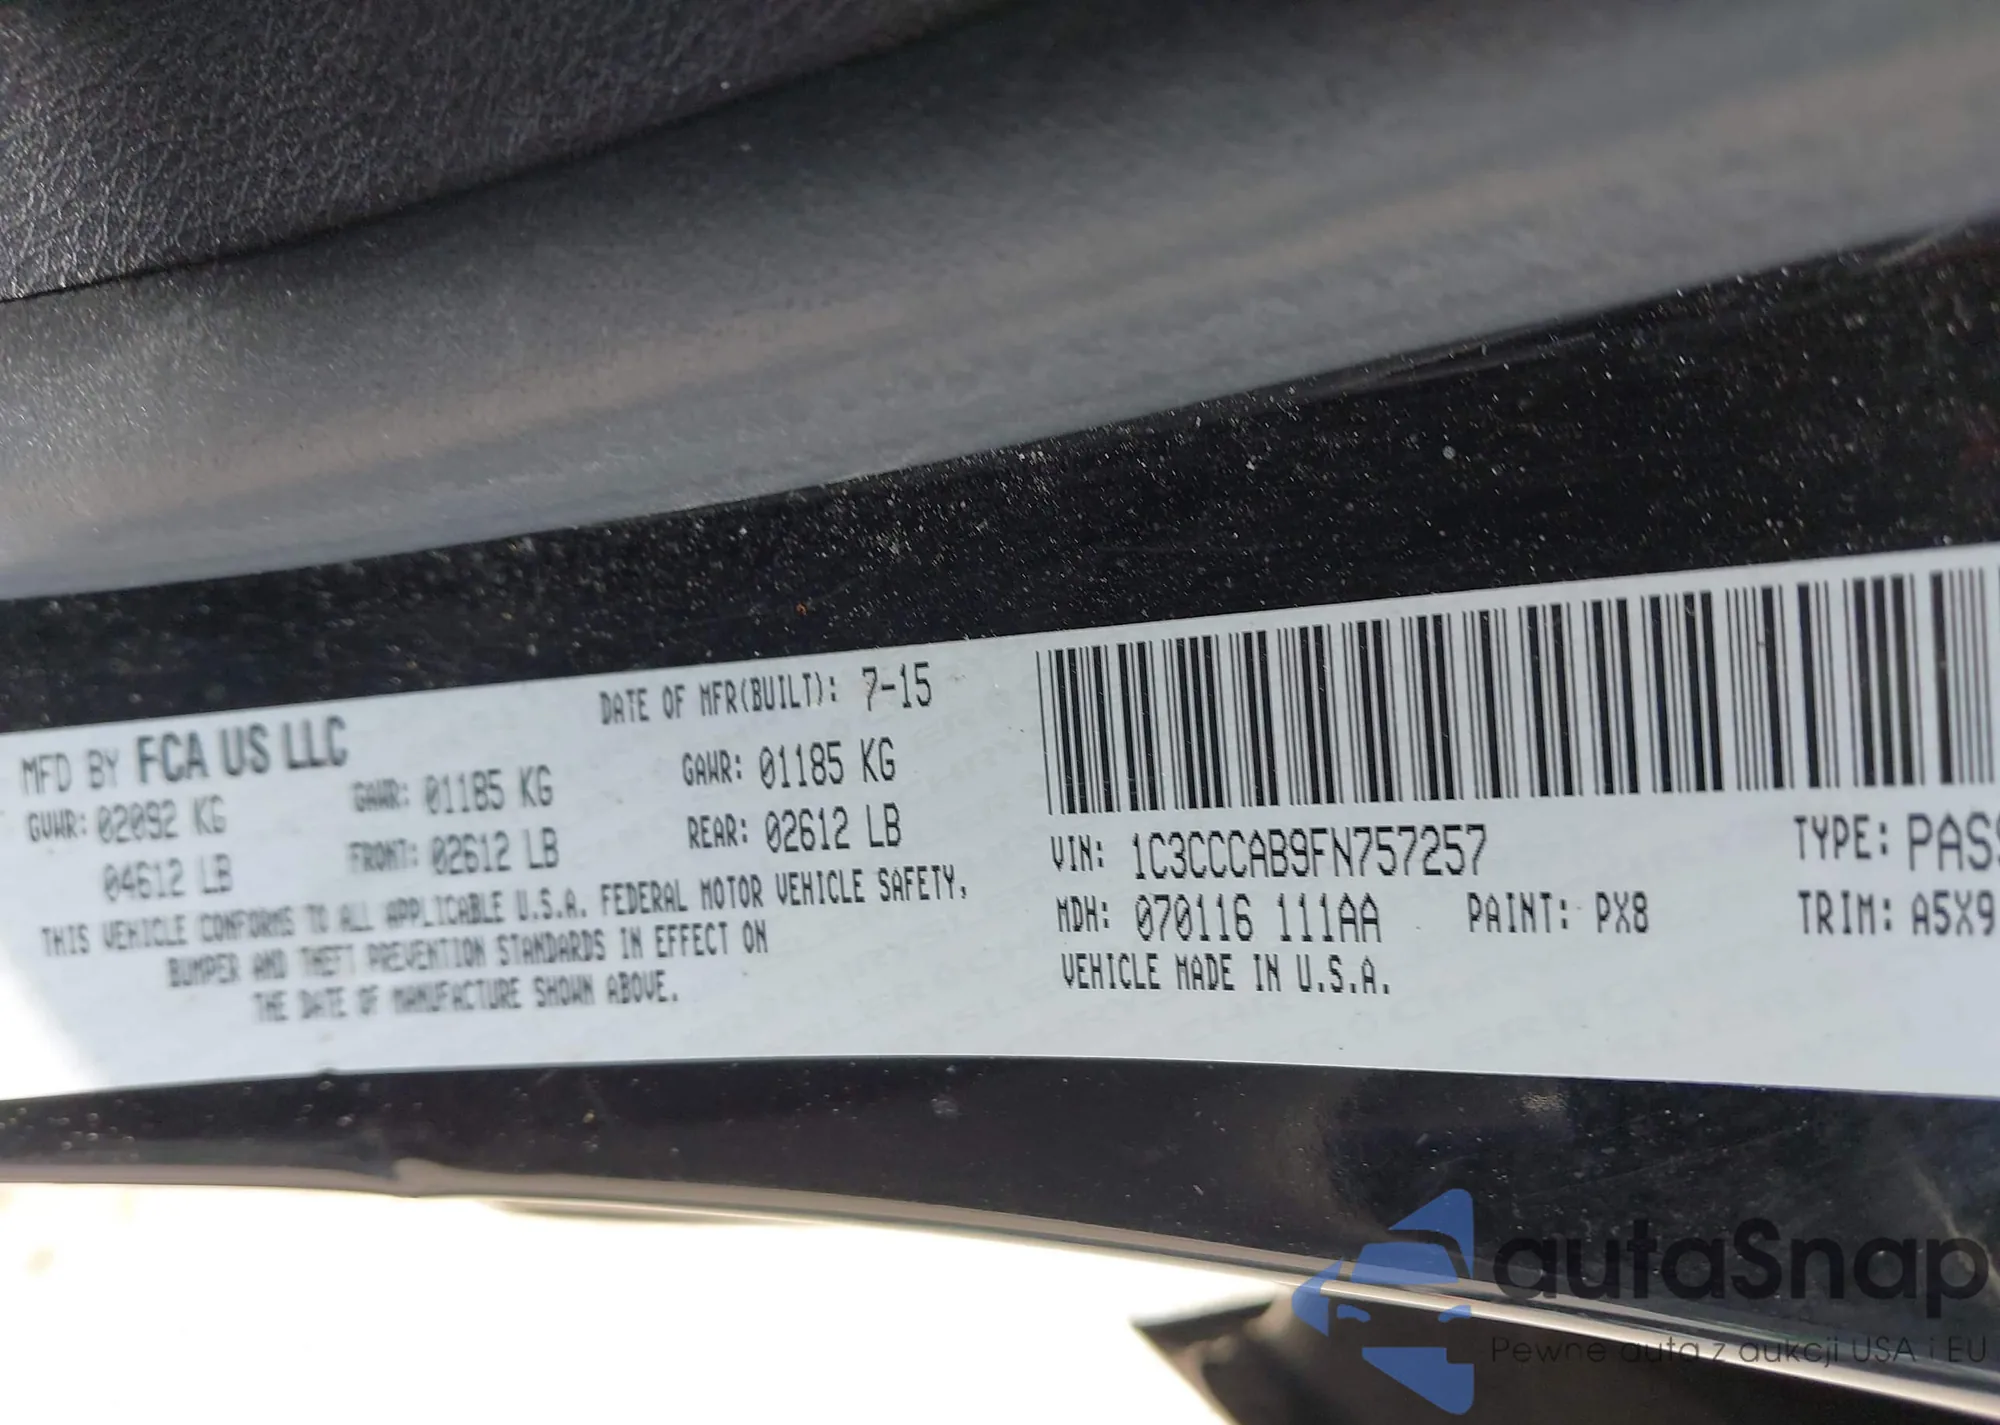 MFD BY FCA US LLC
DATE OF MFR(BUILT): 7-15
GVWR: 02092 KG
04612 LB
GAWR: 01185 KG
FRONT: 02612 LB
GAWR: 01185 KG
REAR: 02612 LB
THIS VEHICLE CONFORMS TO ALL APPLICABLE U.S.A. FEDERAL MOTOR VEHICLE SAFETY,
BUMPER AND THEFT PREVENTION STANDARDS IN EFFECT ON
THE DATE OF MANUFACTURE SHOWN ABOVE.
VIN: 1C3CCCAB9FN757257
TYPE: PASS
MDH: 070116 111AA
PAINT: PX8
TRIM: A5X9
VEHICLE MADE IN U.S.A.
autaSnap
Pewne auta z aukcji USA i EU